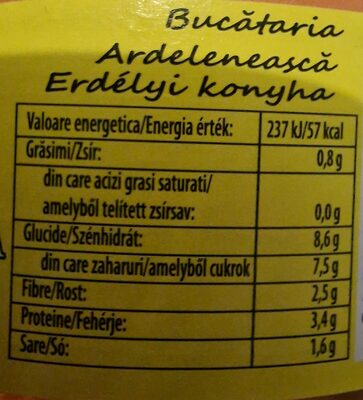 Bucătaria
Ardelenească
Erdélyi konyha
Valoare energetica/Energia érték: 237 kJ/57 kcal
Grăsimi/Zsír: 0,8 g
din care acizi grasi saturati/
amelyből telített zsírsav: 0,0 g
Glucide/Szénhidrát: 8,6 g
din care zaharuri/amelyből cukrok 7,5 g
Fibre/Rost: 2,5 g
Proteine/Fehérje: 3,4 g
Sare/Só: 1,6 g